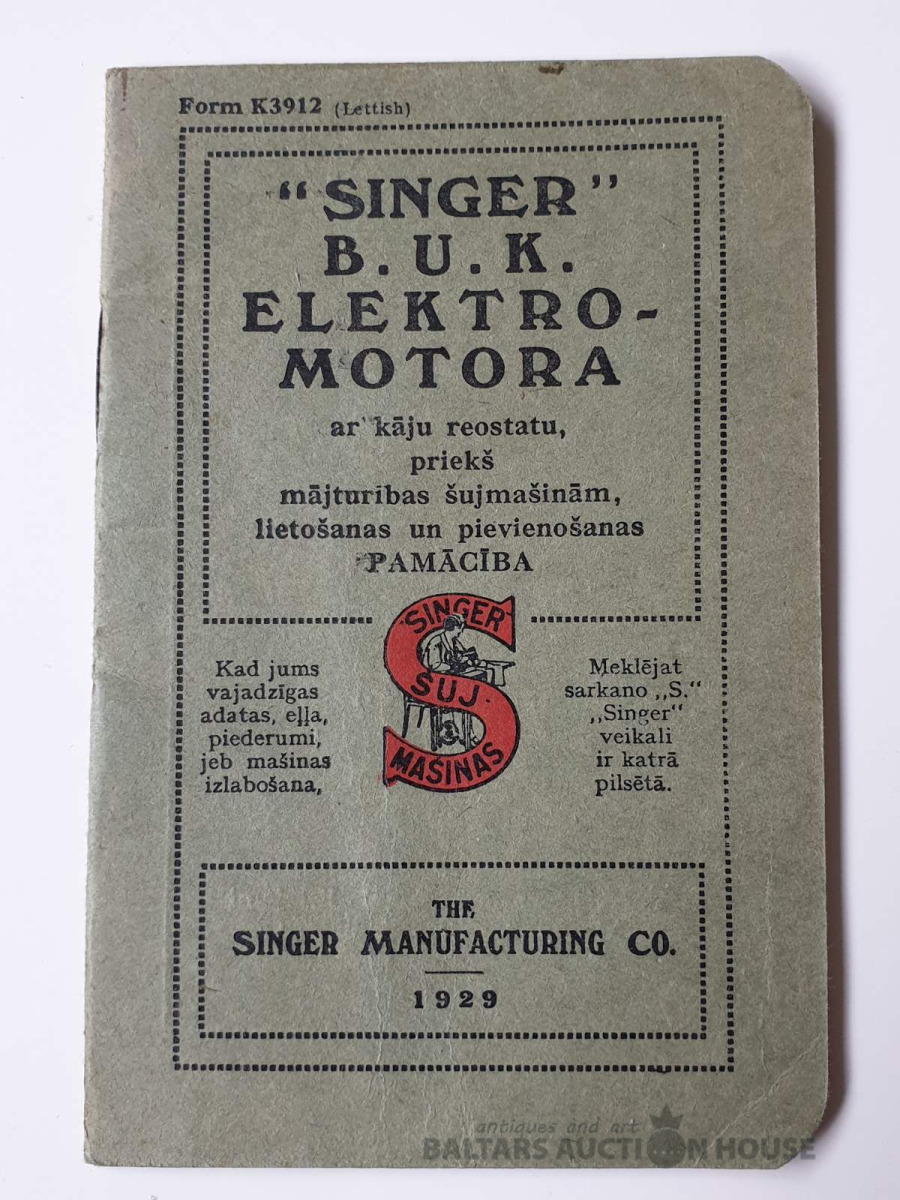 Form K3912 (Lettish)
"SINGER"
B. U. K.
ELEKTRO-
MOTORA
ar kāju reostatu,
priekš
mājturības šujmašinām,
lietošanas un pievienošanas
PAMĀCĪBA
Kad jums
vajadzīgas
adatas, eļļa,
piederumi,
jeb mašinas
izlabošana,
SINGER
ŠUJ-
MAŠINAS
Meklējat
sarkano „S."
„Singer"
veikali
ir katrā
pilsētā.
THE
SINGER MANUFACTURING CO.
1929
antiques and art
BALTARS AUCTION HOUSE